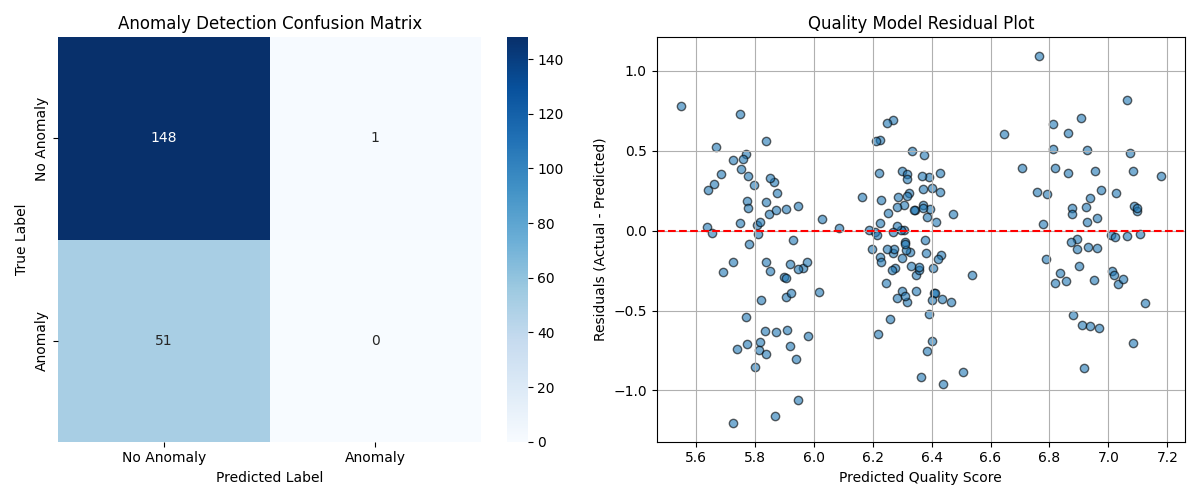 Anomaly Detection Confusion Matrix
True Label
No Anomaly
Anomaly
148
1
51
0
No Anomaly
Anomaly
Predicted Label
140
120
100
80
60
40
20
0
Quality Model Residual Plot
Residuals (Actual - Predicted)
1.0
0.5
0.0
−0.5
−1.0
5.6
5.8
6.0
6.2
6.4
6.6
6.8
7.0
7.2
Predicted Quality Score